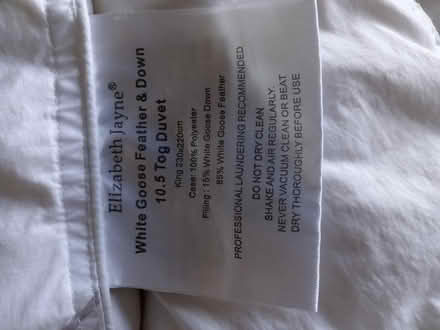 Elizabeth Jayne®
White Goose Feather & Down
10.5 Tog Duvet
King 230x220cm
Case: 100% Polyester
Filling : 15% White Goose Down
85% White Goose Feather
PROFESSIONAL LAUNDERING RECOMMENDED
DO NOT DRY CLEAN
SHAKE AND AIR REGULARLY.
NEVER VACUUM CLEAN OR BEAT
DRY THOROUGHLY BEFORE USE